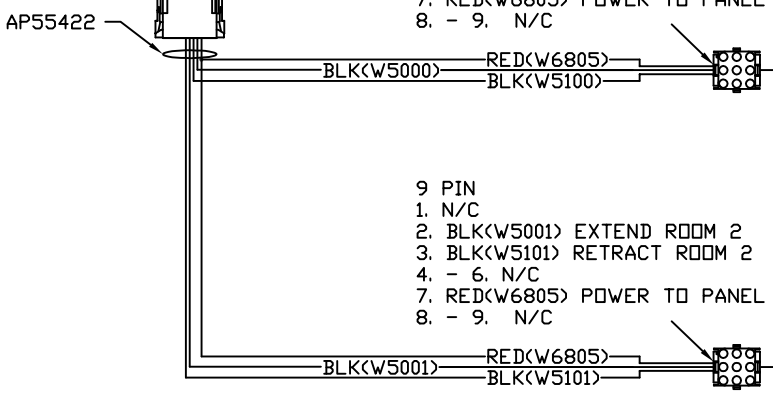 7. RED(W6805) POWER TO PANEL
8. - 9. N/C
AP55422
RED(W6805)
BLK(W5000)
BLK(W5100)
9 PIN
1. N/C
2. BLK(W5001) EXTEND ROOM 2
3. BLK(W5101) RETRACT ROOM 2
4. - 6. N/C
7. RED(W6805) POWER TO PANEL
8. - 9. N/C
RED(W6805)
BLK(W5001)
BLK(W5101)